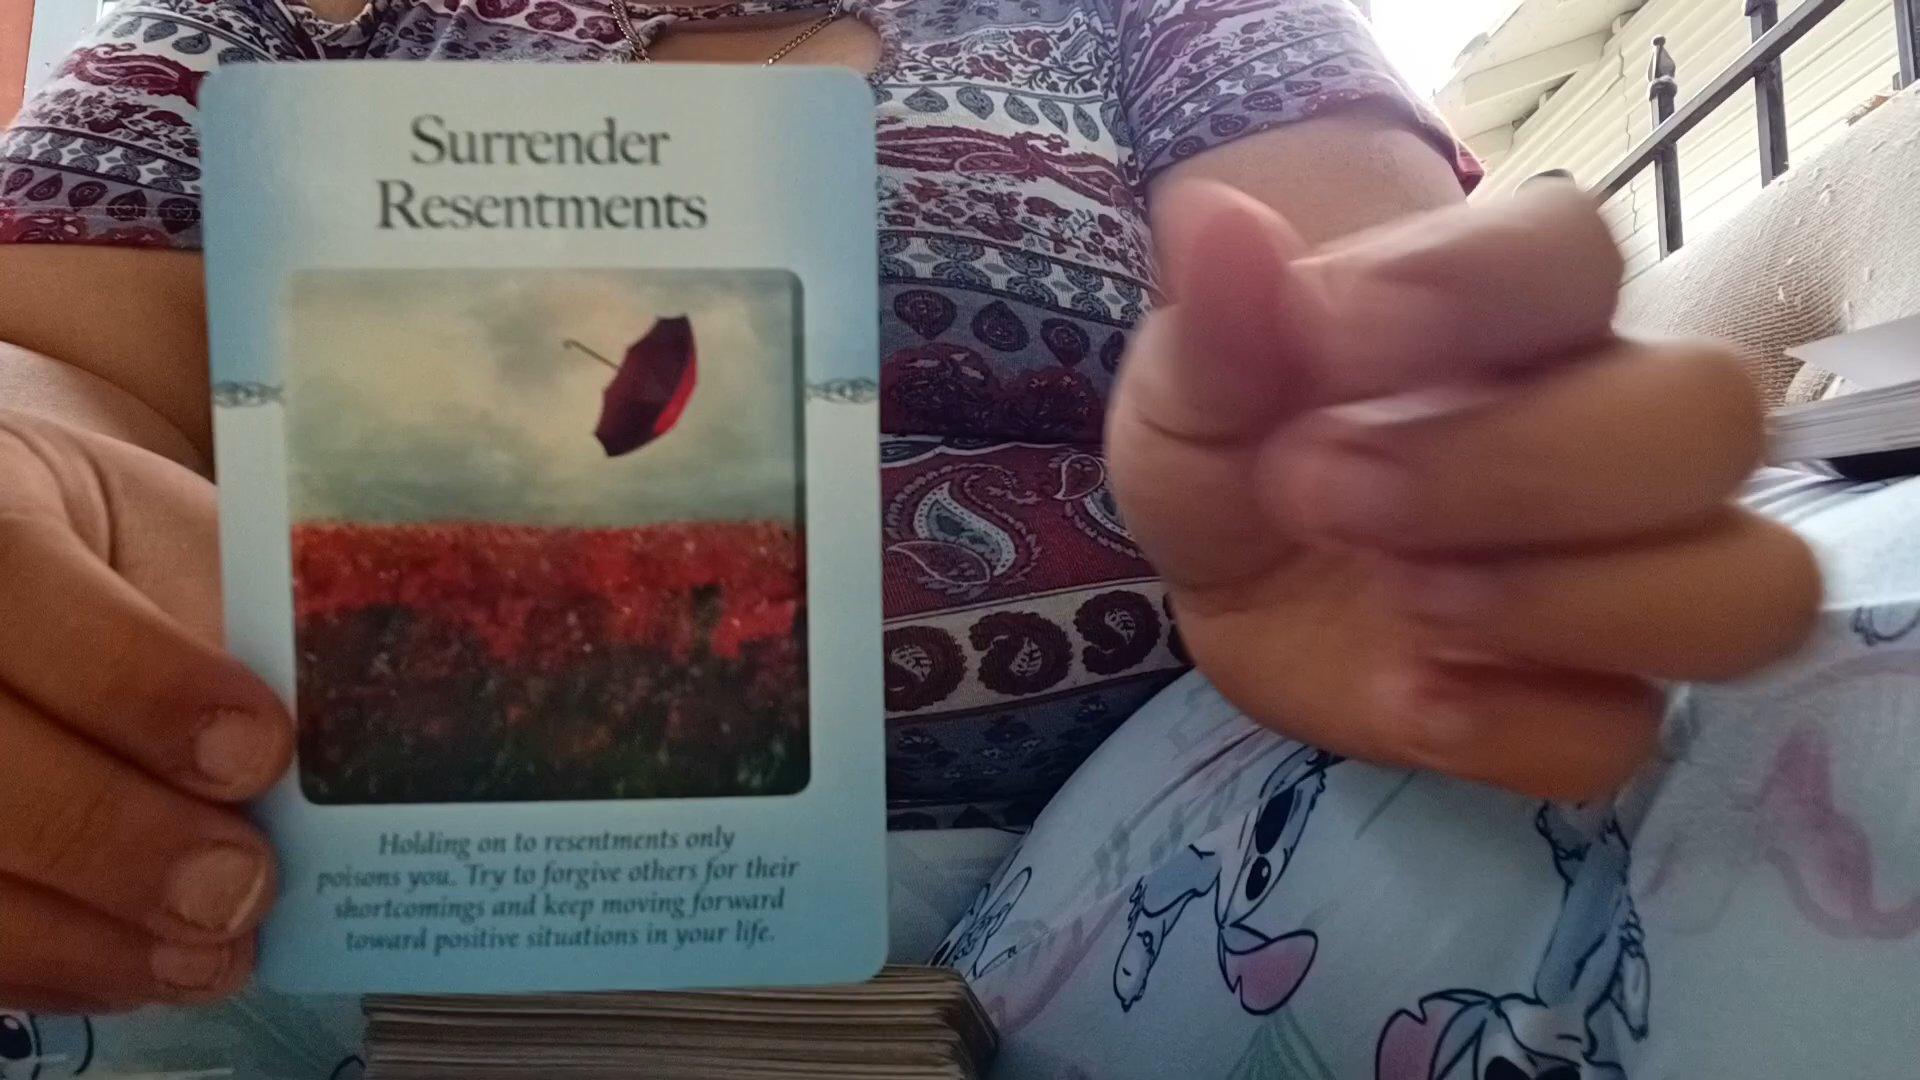 Surrender
Resentments
Holding on to resentments only
poisons you. Try to forgive others for their
shortcomings and keep moving forward
toward positive situations in your life.